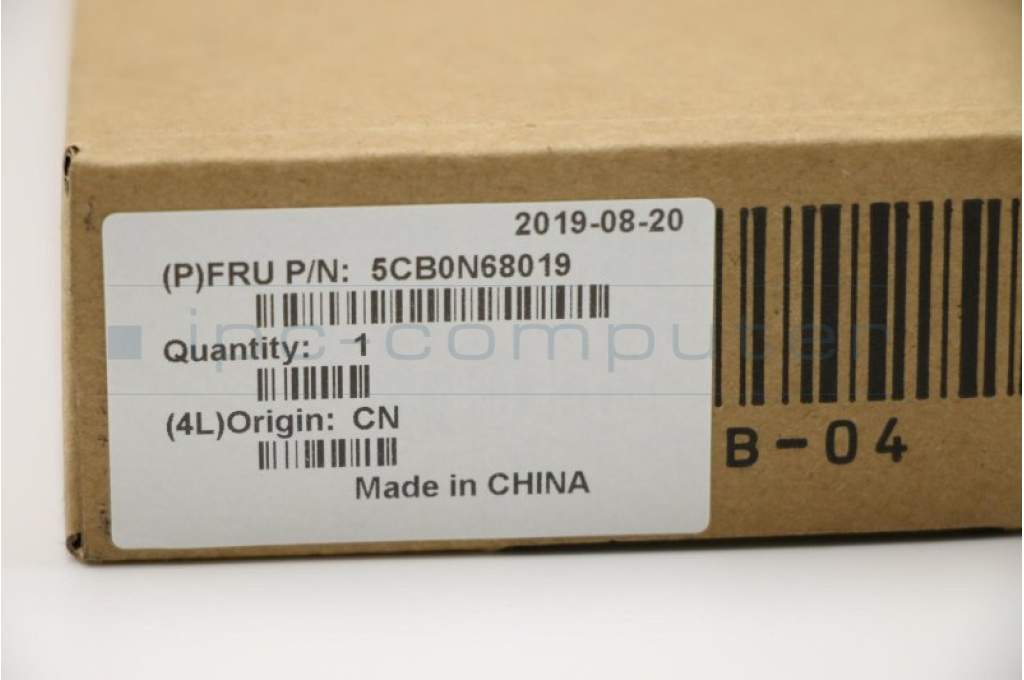 2019-08-20
(P)FRU P/N: 5CB0N68019
ipc-computer
Quantity: 1
(4L)Origin: CN
Made in CHINA
B-04